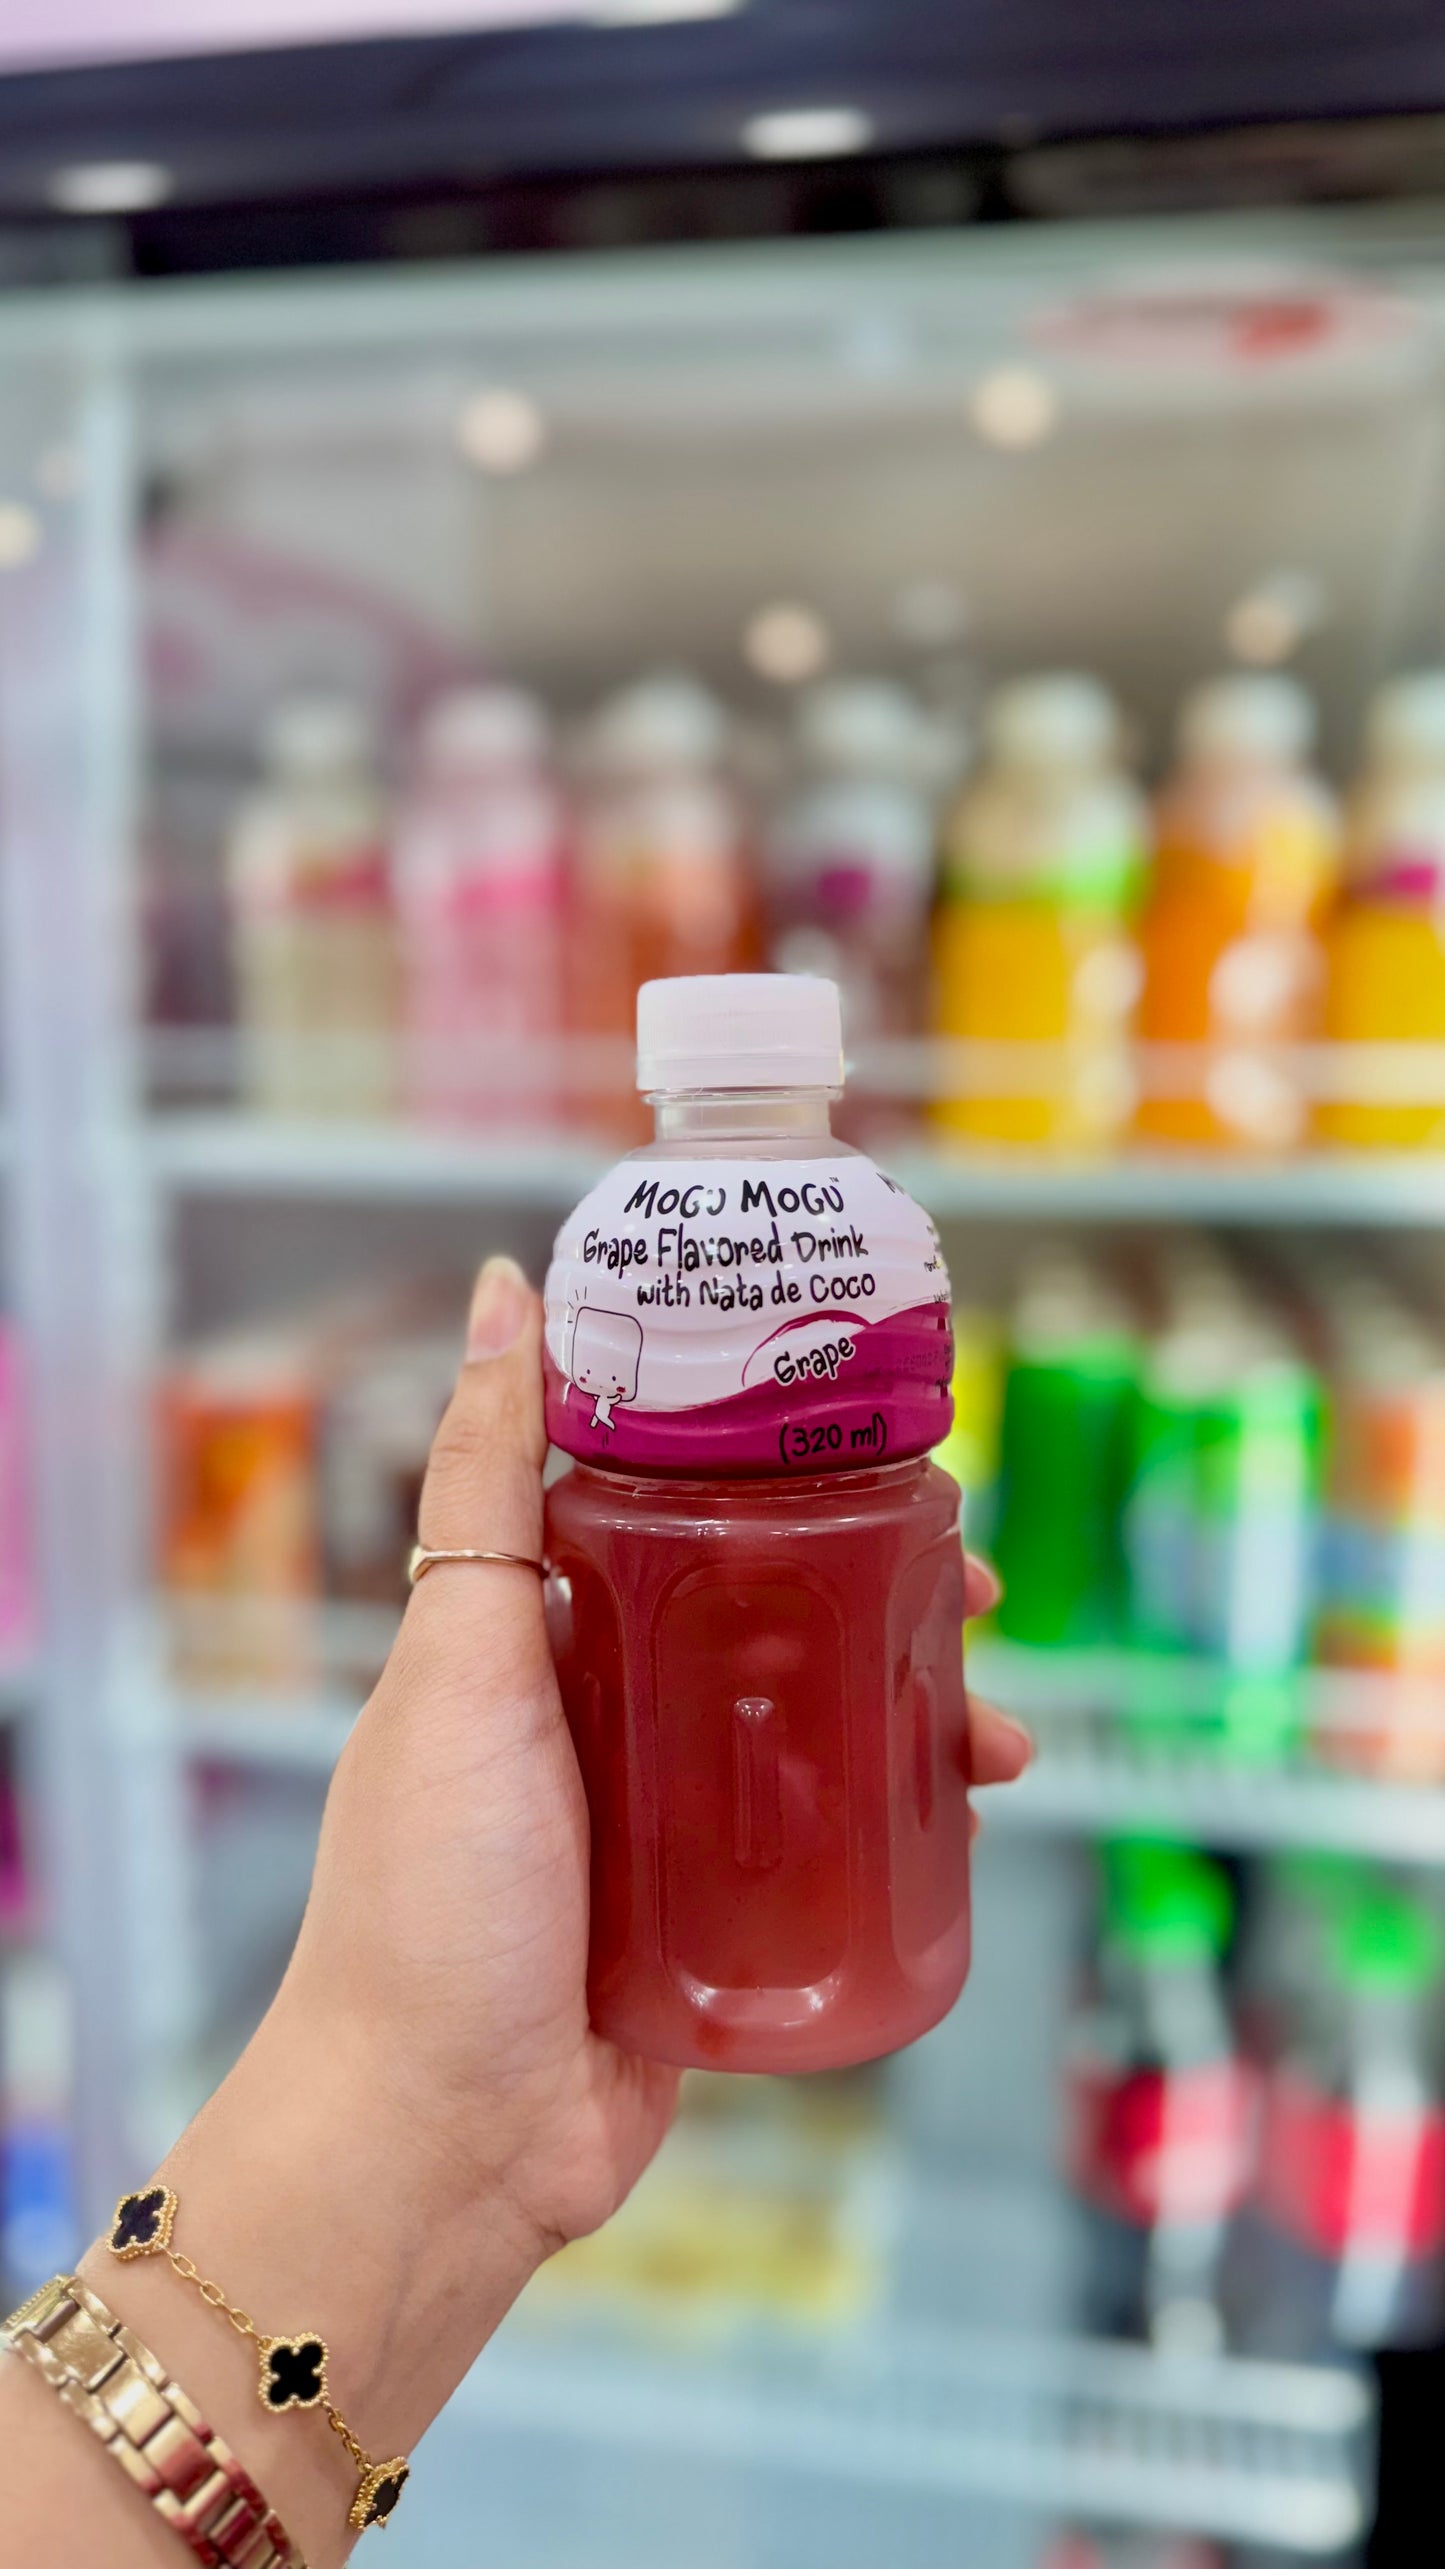 MOGU MOGU™
Grape Flavored Drink
with Nata de Coco
Grape
(320 ml)